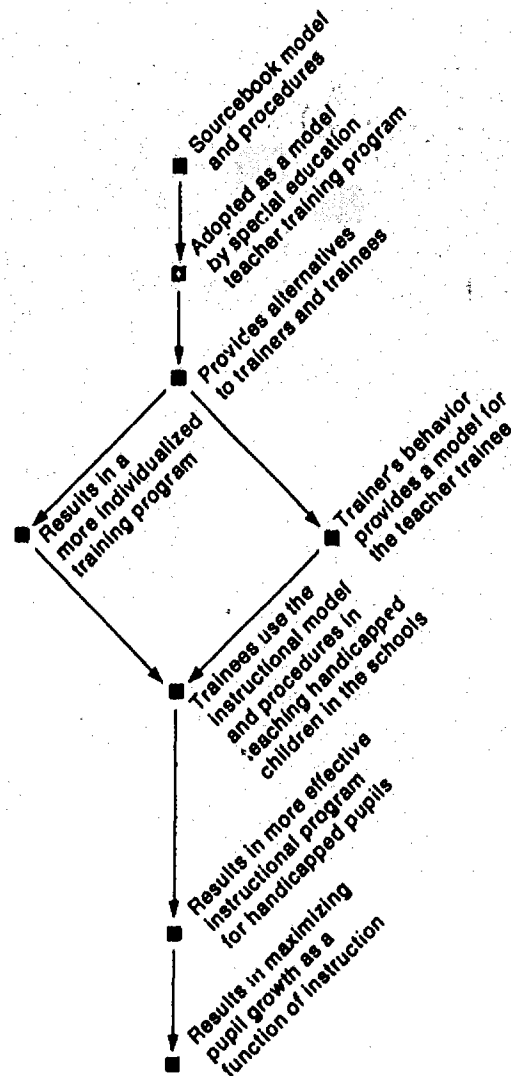 Sourcebook model
and procedures
Adopted as a model
by special education
teacher training program
Provides alternatives
to trainers and trainees
Results in a
more individualized
training program
Trainer's behavior
provides a model for
the teacher trainee
Trainees use the
instructional model
and procedures in
teaching handicapped
children in the schools
Results in more effective
instructional program
for handicapped pupils
Results in maximizing
pupil growth as a
function of instruction